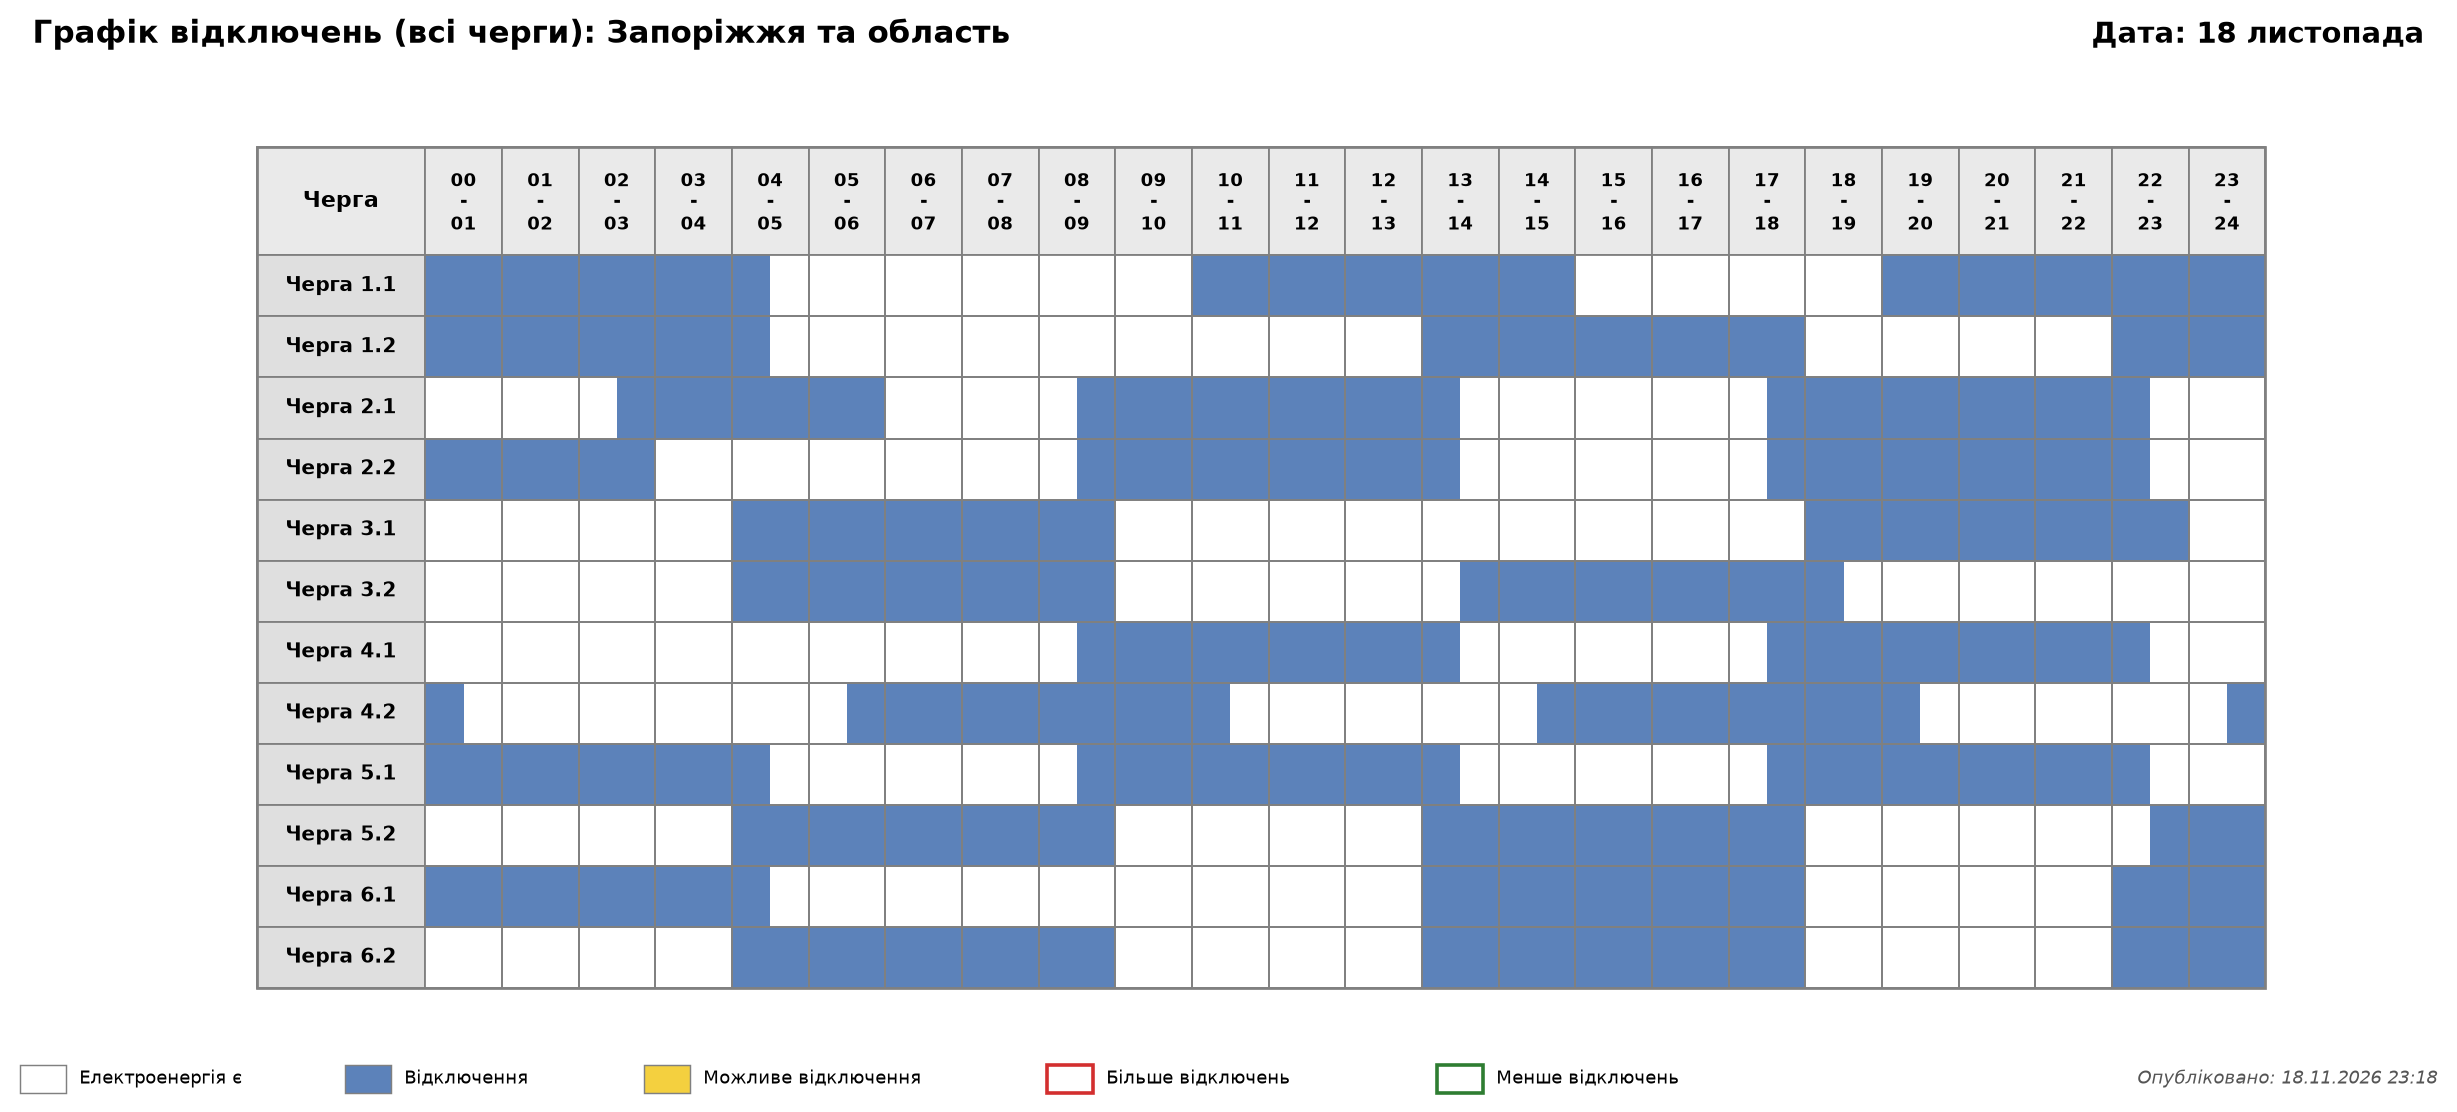 Графік відключень (всі черги): Запоріжжя та область
Дата: 18 листопада
Черга
00 - 01
01 - 02
02 - 03
03 - 04
04 - 05
05 - 06
06 - 07
07 - 08
08 - 09
09 - 10
10 - 11
11 - 12
12 - 13
13 - 14
14 - 15
15 - 16
16 - 17
17 - 18
18 - 19
19 - 20
20 - 21
21 - 22
22 - 23
23 - 24
Черга 1.1
Черга 1.2
Черга 2.1
Черга 2.2
Черга 3.1
Черга 3.2
Черга 4.1
Черга 4.2
Черга 5.1
Черга 5.2
Черга 6.1
Черга 6.2
Електроенергія є
Відключення
Можливе відключення
Більше відключень
Менше відключень
Опубліковано: 18.11.2026 23:18